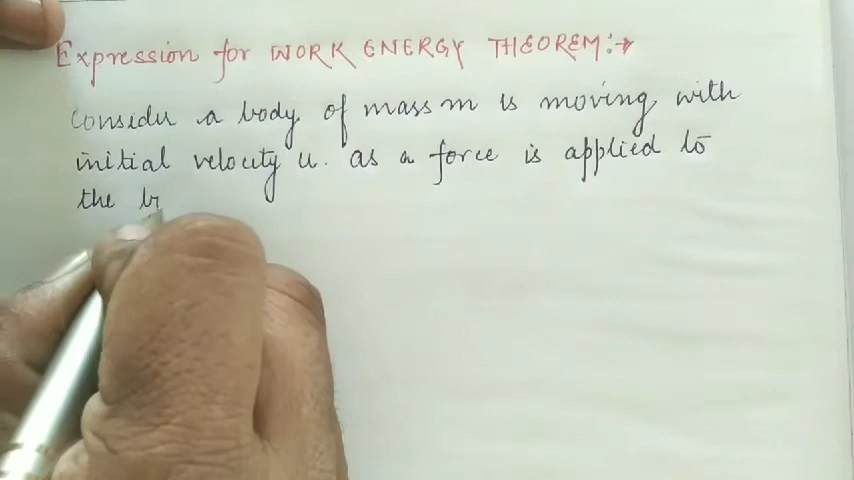 Expression for WORK ENERGY THEOREM:→
Consider a body of mass m is moving with
initial velocity u. as a force is applied to
the b